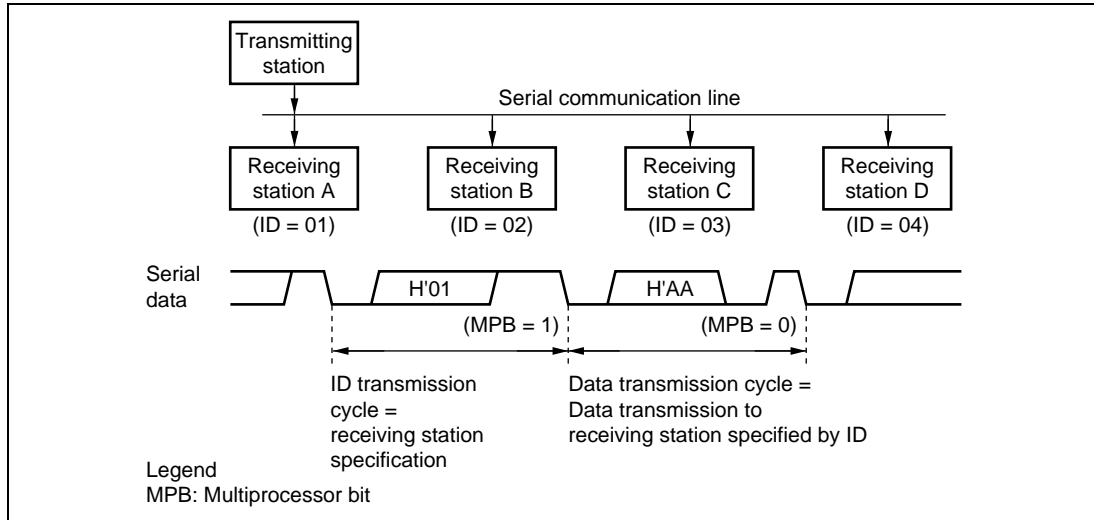 Transmitting
station
Serial communication line
Receiving
station A
Receiving
station B
Receiving
station C
Receiving
station D
(ID = 01)
(ID = 02)
(ID = 03)
(ID = 04)
Serial
data
H'01
H'AA
(MPB = 1)
(MPB = 0)
ID transmission
cycle =
receiving station
specification
Data transmission cycle =
Data transmission to
receiving station specified by ID
Legend
MPB: Multiprocessor bit